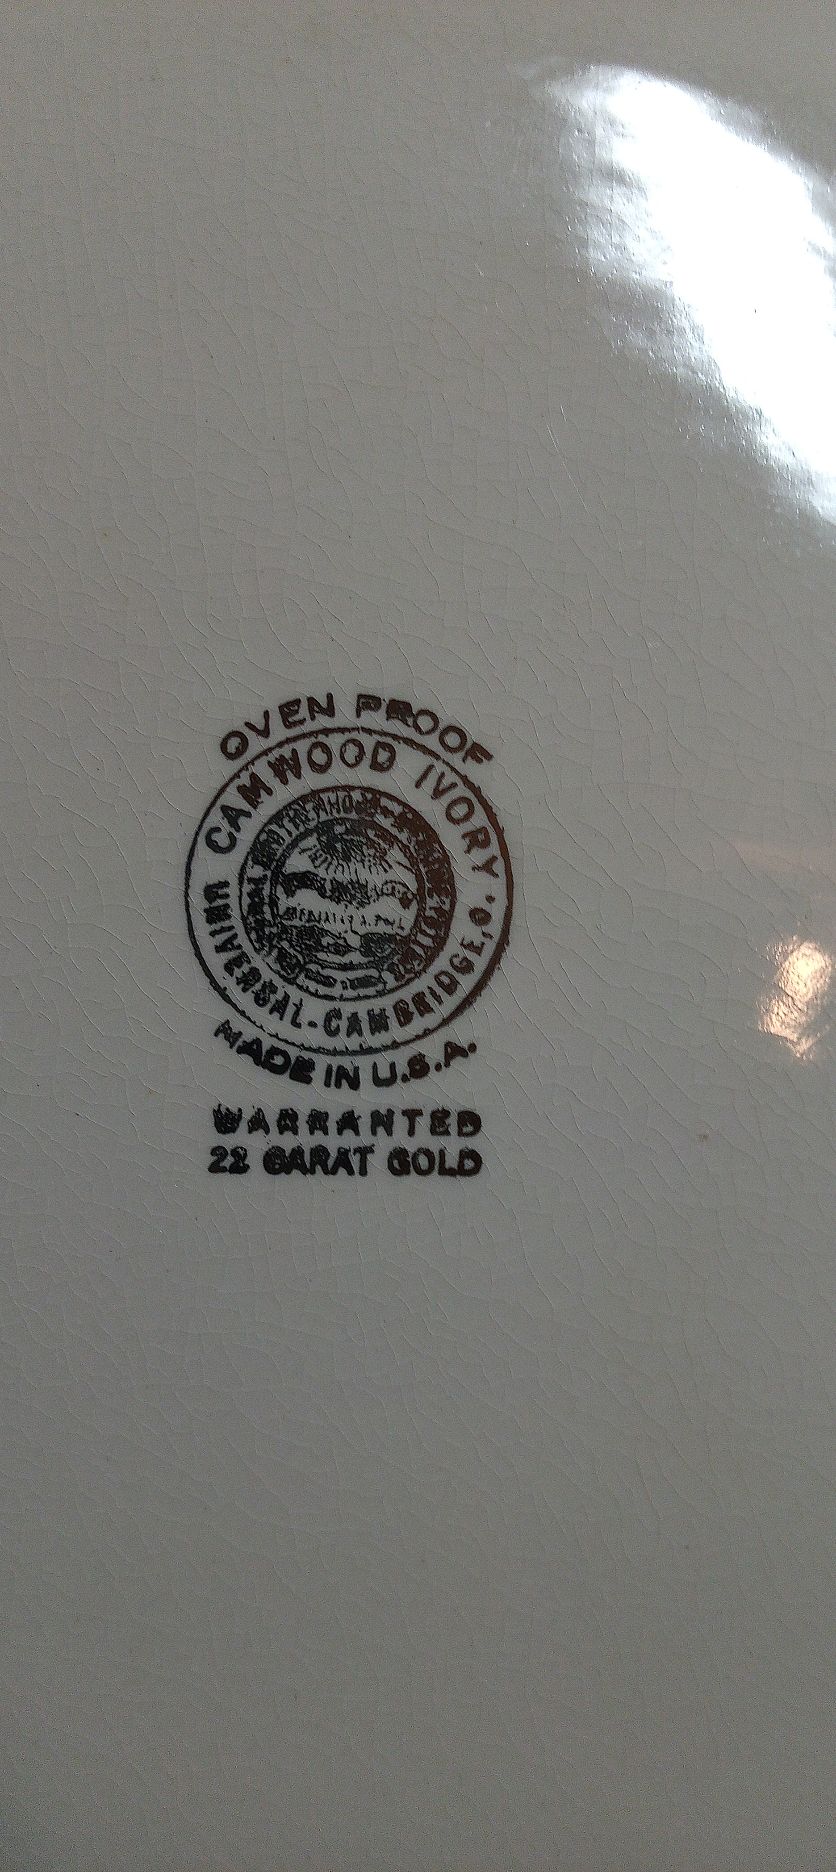 OVEN PROOF
CAMWOOD IVORY
UNIVERSAL-CAMBRIDGE, O.
MADE IN U.S.A.
WARRANTED
22 CARAT GOLD